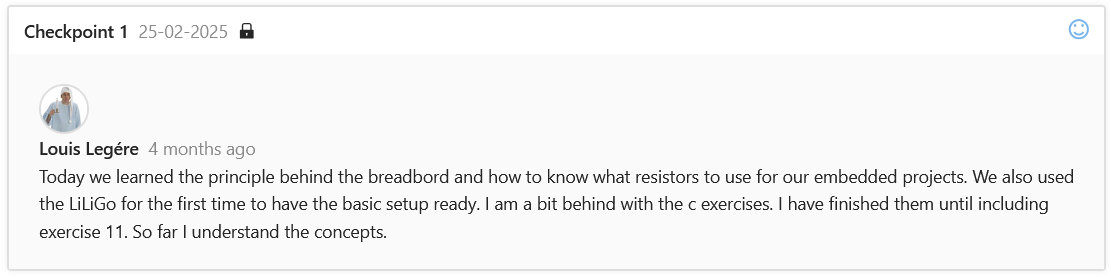 Checkpoint 1 25-02-2025
Louis Legére 4 months ago
Today we learned the principle behind the breadbord and how to know what resistors to use for our embedded projects. We also used
the LiLiGo for the first time to have the basic setup ready. I am a bit behind with the c exercises. I have finished them until including
exercise 11. So far I understand the concepts.